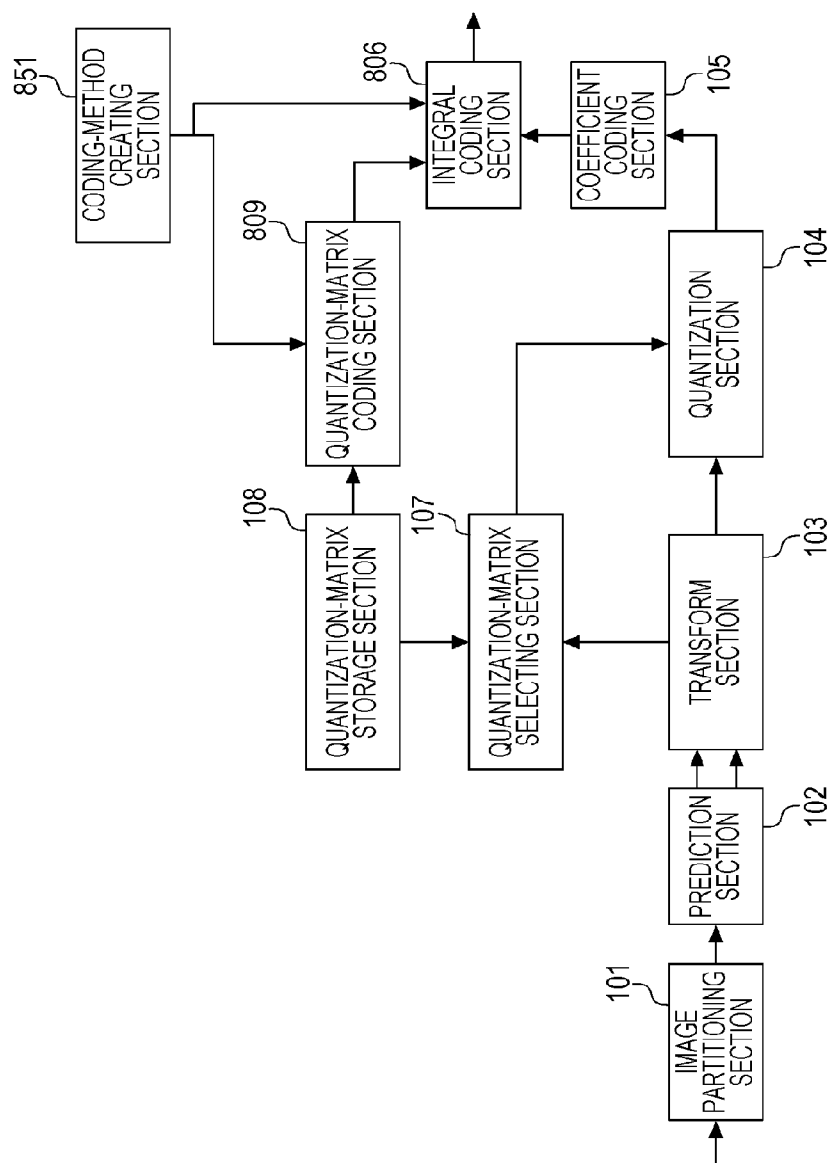 851
CODING-METHOD
CREATING
SECTION
806
INTEGRAL
CODING
SECTION
105
COEFFICIENT
CODING
SECTION
809
QUANTIZATION-MATRIX
CODING SECTION
104
QUANTIZATION
SECTION
108
QUANTIZATION-MATRIX
STORAGE SECTION
107
QUANTIZATION-MATRIX
SELECTING SECTION
103
TRANSFORM
SECTION
102
PREDICTION
SECTION
101
IMAGE
PARTITIONING
SECTION